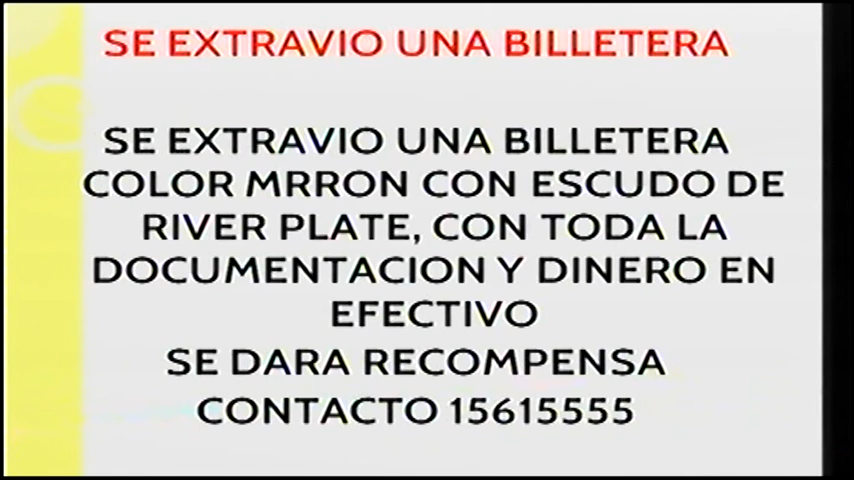 SE EXTRAVIO UNA BILLETERA
SE EXTRAVIO UNA BILLETERA
COLOR MRRON CON ESCUDO DE
RIVER PLATE, CON TODA LA
DOCUMENTACION Y DINERO EN
EFECTIVO
SE DARA RECOMPENSA
CONTACTO 15615555